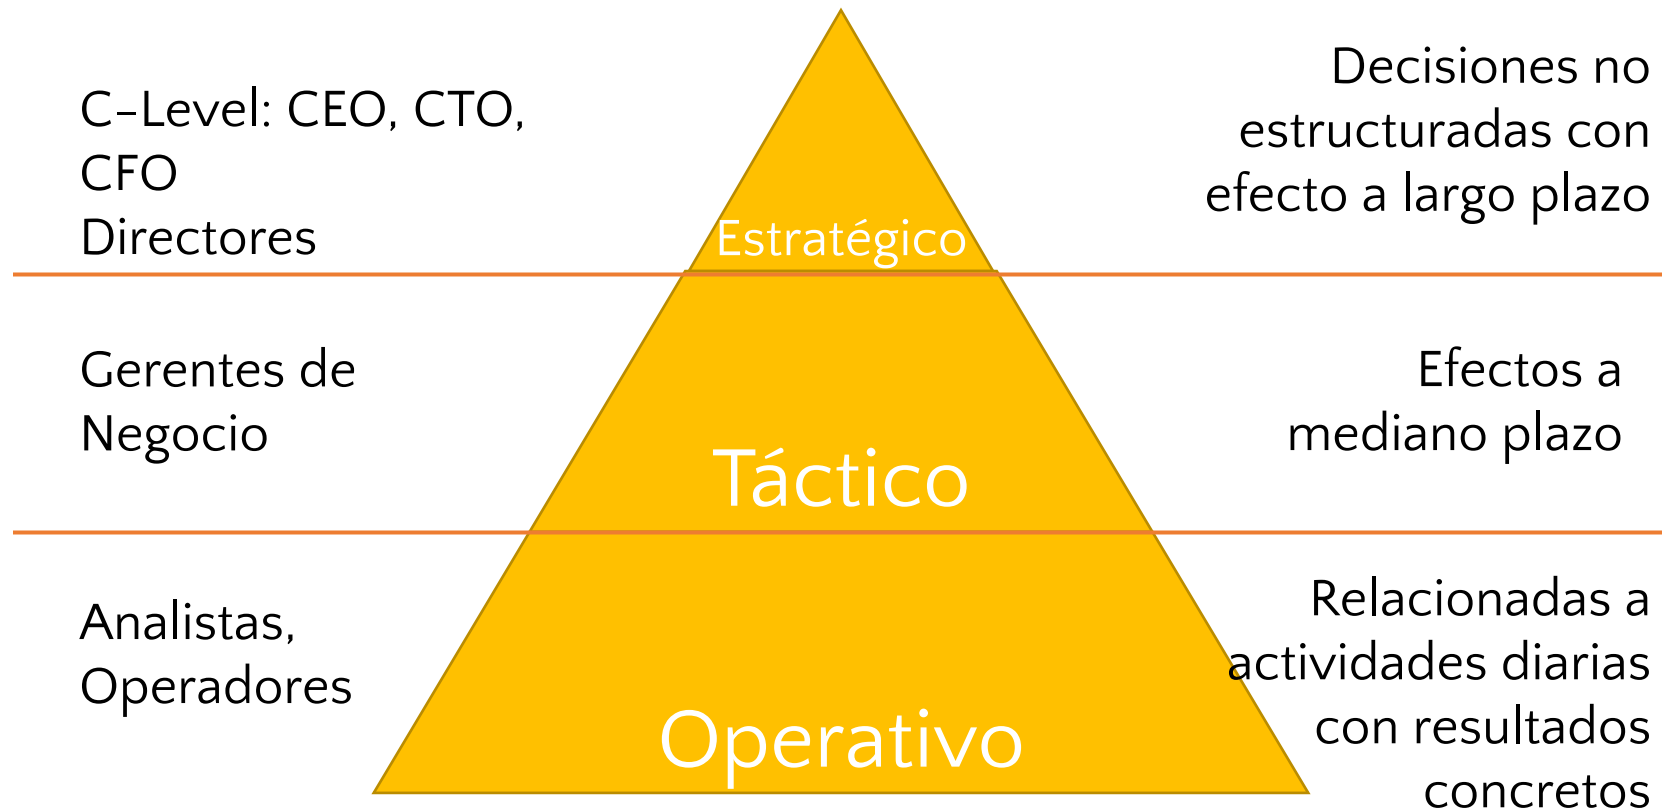 C-Level: CEO, CTO,
CFO
Directores
Estratégico
Decisiones no
estructuradas con
efecto a largo plazo
Gerentes de
Negocio
Táctico
Efectos a
mediano plazo
Analistas,
Operadores
Operativo
Relacionadas a
actividades diarias
con resultados
concretos